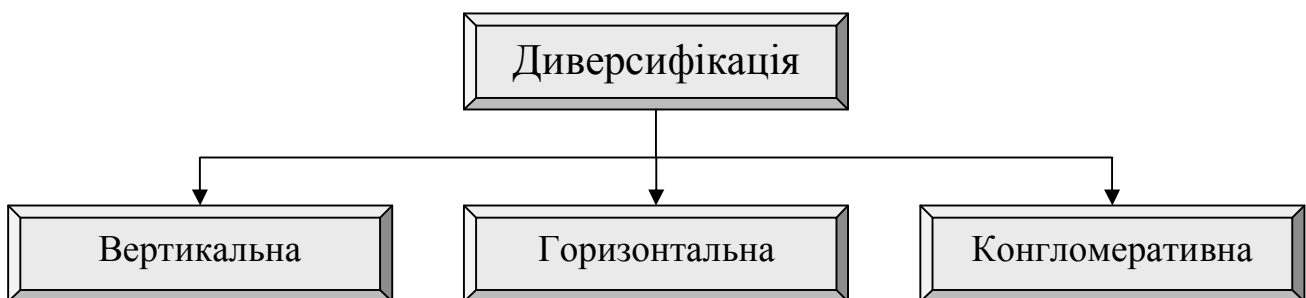 Диверсифікація
Вертикальна
Горизонтальна
Конгломеративна